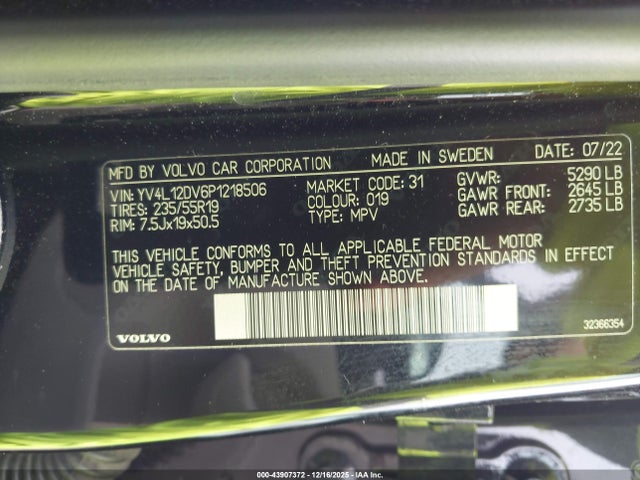 MFD BY VOLVO CAR CORPORATION MADE IN SWEDEN DATE: 07/22
VIN: YV4L12DV6P1218506 MARKET CODE: 31 GVWR: 5290 LB
TIRES: 235/55R19 COLOUR: 019 GAWR FRONT: 2645 LB
RIM: 7.5Jx19x50.5 TYPE: MPV GAWR REAR: 2735 LB
THIS VEHICLE CONFORMS TO ALL APPLICABLE FEDERAL MOTOR
VEHICLE SAFETY, BUMPER AND THEFT PREVENTION STANDARDS IN EFFECT
ON THE DATE OF MANUFACTURE SHOWN ABOVE.
VOLVO 32366354
000-43907372 - 12/16/2025 - IAA Inc.